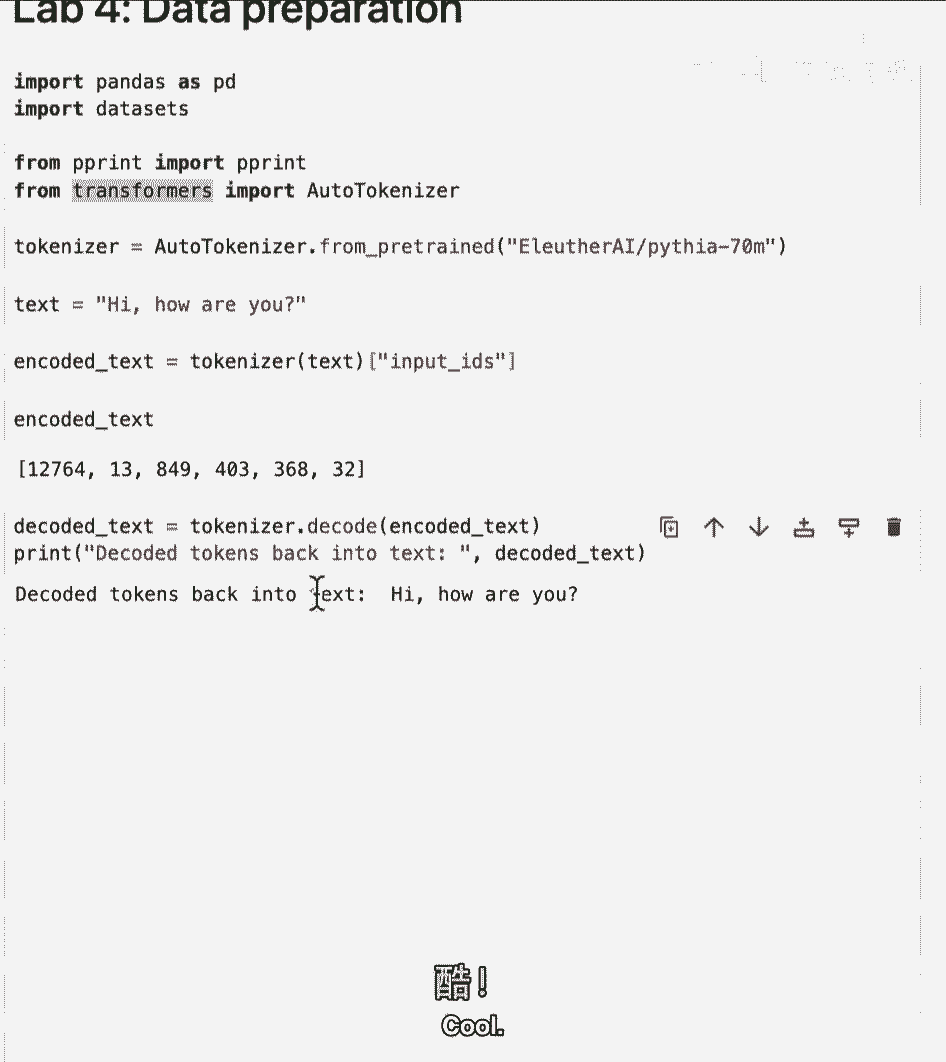 Lab 4: Data preparation
import pandas as pd
import datasets
from pprint import pprint
from transformers import AutoTokenizer
tokenizer = AutoTokenizer.from_pretrained("EleutherAI/pythia-70m")
text = "Hi, how are you?"
encoded_text = tokenizer(text)["input_ids"]
encoded_text
[12764, 13, 849, 403, 368, 32]
decoded_text = tokenizer.decode(encoded_text)
print("Decoded tokens back into text: ", decoded_text)
Decoded tokens back into text:  Hi, how are you?
酷!
Cool.